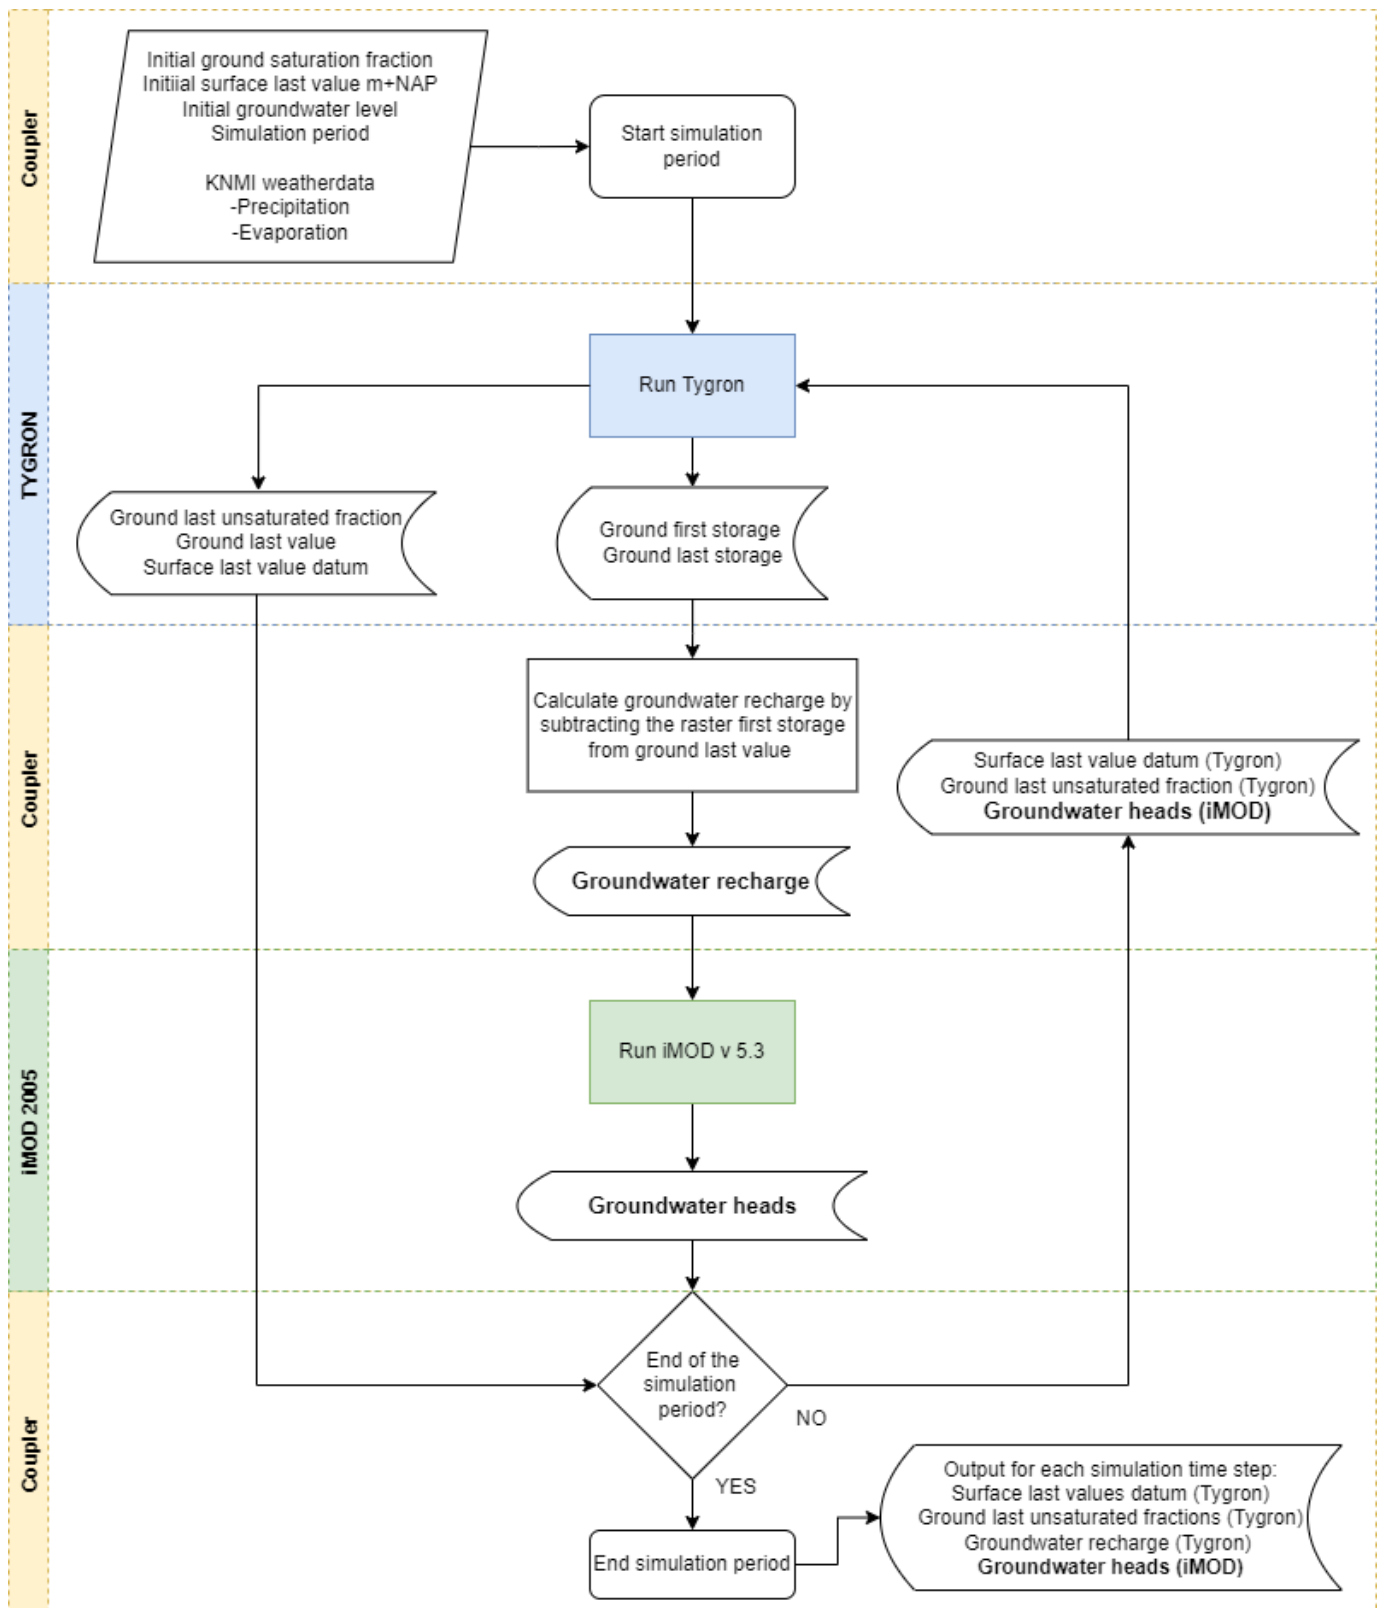 Coupler
Initial ground saturation fraction
Initiial surface last value m+NAP
Initial groundwater level
Simulation period
KNMI weatherdata
-Precipitation
-Evaporation
Start simulation
period
TYGRON
Run Tygron
Ground last unsaturated fraction
Ground last value
Surface last value datum
Ground first storage
Ground last storage
Coupler
Calculate groundwater recharge by
subtracting the raster first storage
from ground last value
Surface last value datum (Tygron)
Ground last unsaturated fraction (Tygron)
Groundwater heads (iMOD)
Groundwater recharge
iMOD 2005
Run iMOD v 5.3
Groundwater heads
Coupler
End of the
simulation
period?
NO
YES
End simulation period
Output for each simulation time step:
Surface last values datum (Tygron)
Ground last unsaturated fractions (Tygron)
Groundwater recharge (Tygron)
Groundwater heads (iMOD)